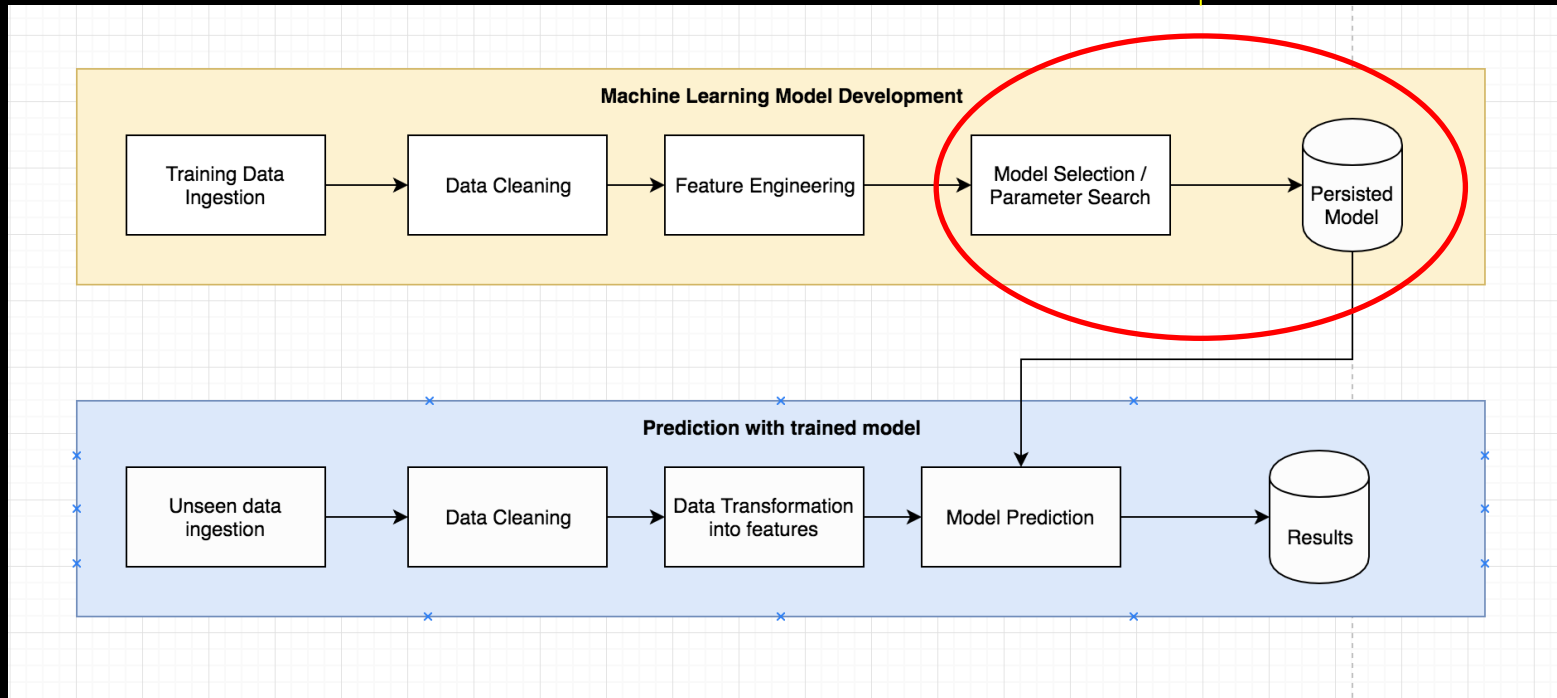 Machine Learning Model Development
Training Data
Ingestion
Data Cleaning
Feature Engineering
Model Selection /
Parameter Search
Persisted
Model
Prediction with trained model
Unseen data
ingestion
Data Cleaning
Data Transformation
into features
Model Prediction
Results